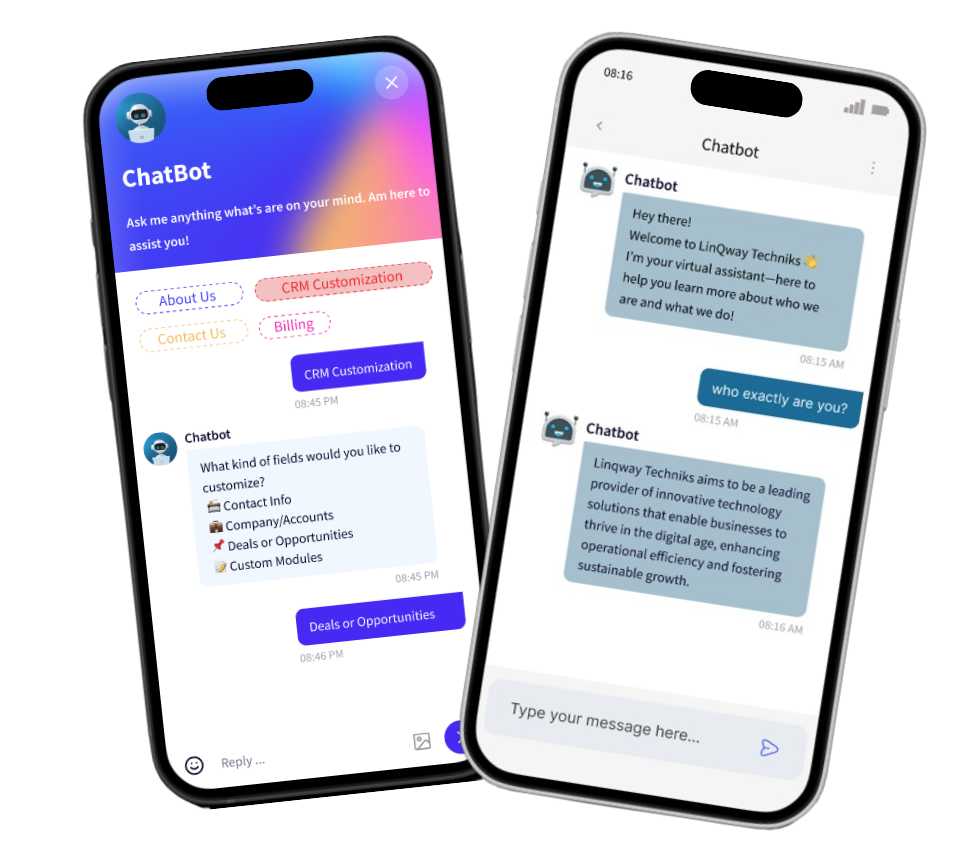 ChatBot
Ask me anything what's are on your mind. Am here to
assist you!
About Us
CRM Customization
Contact Us
Billing
CRM Customization
08:45 PM
Chatbot
What kind of fields would you like to
customize?
📇 Contact Info
💼 Company/Accounts
📌 Deals or Opportunities
📝 Custom Modules
08:45 PM
Deals or Opportunities
08:46 PM
Reply ...
08:16
Chatbot
Chatbot
Hey there!
Welcome to LinQway Techniks 👋
I'm your virtual assistant—here to
help you learn more about who we
are and what we do!
08:15 AM
who exactly are you?
08:15 AM
Chatbot
Linqway Techniks aims to be a leading
provider of innovative technology
solutions that enable businesses to
thrive in the digital age, enhancing
operational efficiency and fostering
sustainable growth.
08:16 AM
Type your message here...